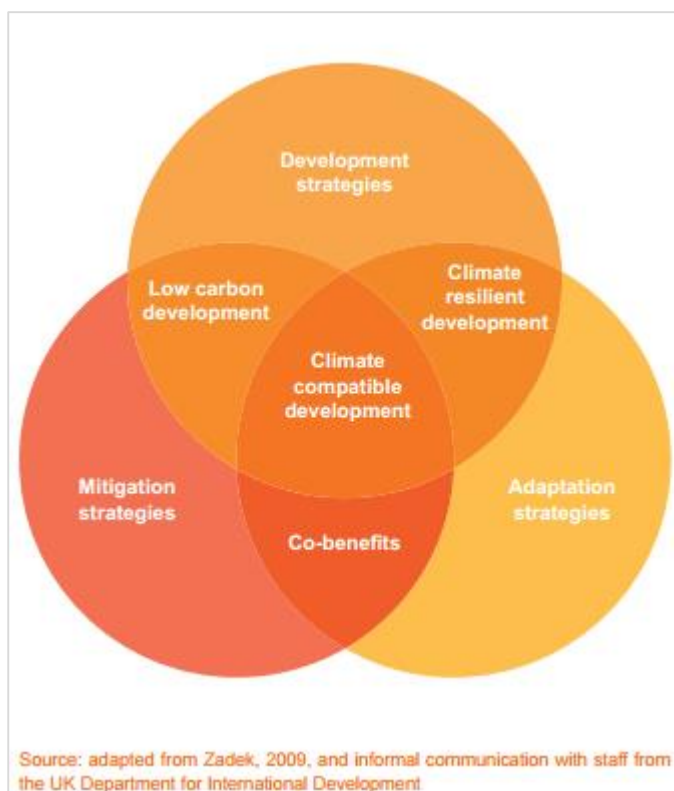 Development
strategies
Low carbon
development
Climate
resilient
development
Climate
compatible
development
Mitigation
strategies
Adaptation
strategies
Co-benefits
Source: adapted from Zadek, 2009, and informal communication with staff from
the UK Department for International Development